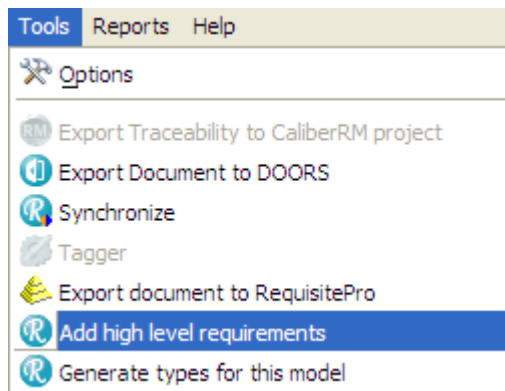 Tools Reports Help
Options
Export Traceability to CaliberRM project
Export Document to DOORS
Synchronize
Tagger
Export document to RequisitePro
Add high level requirements
Generate types for this model